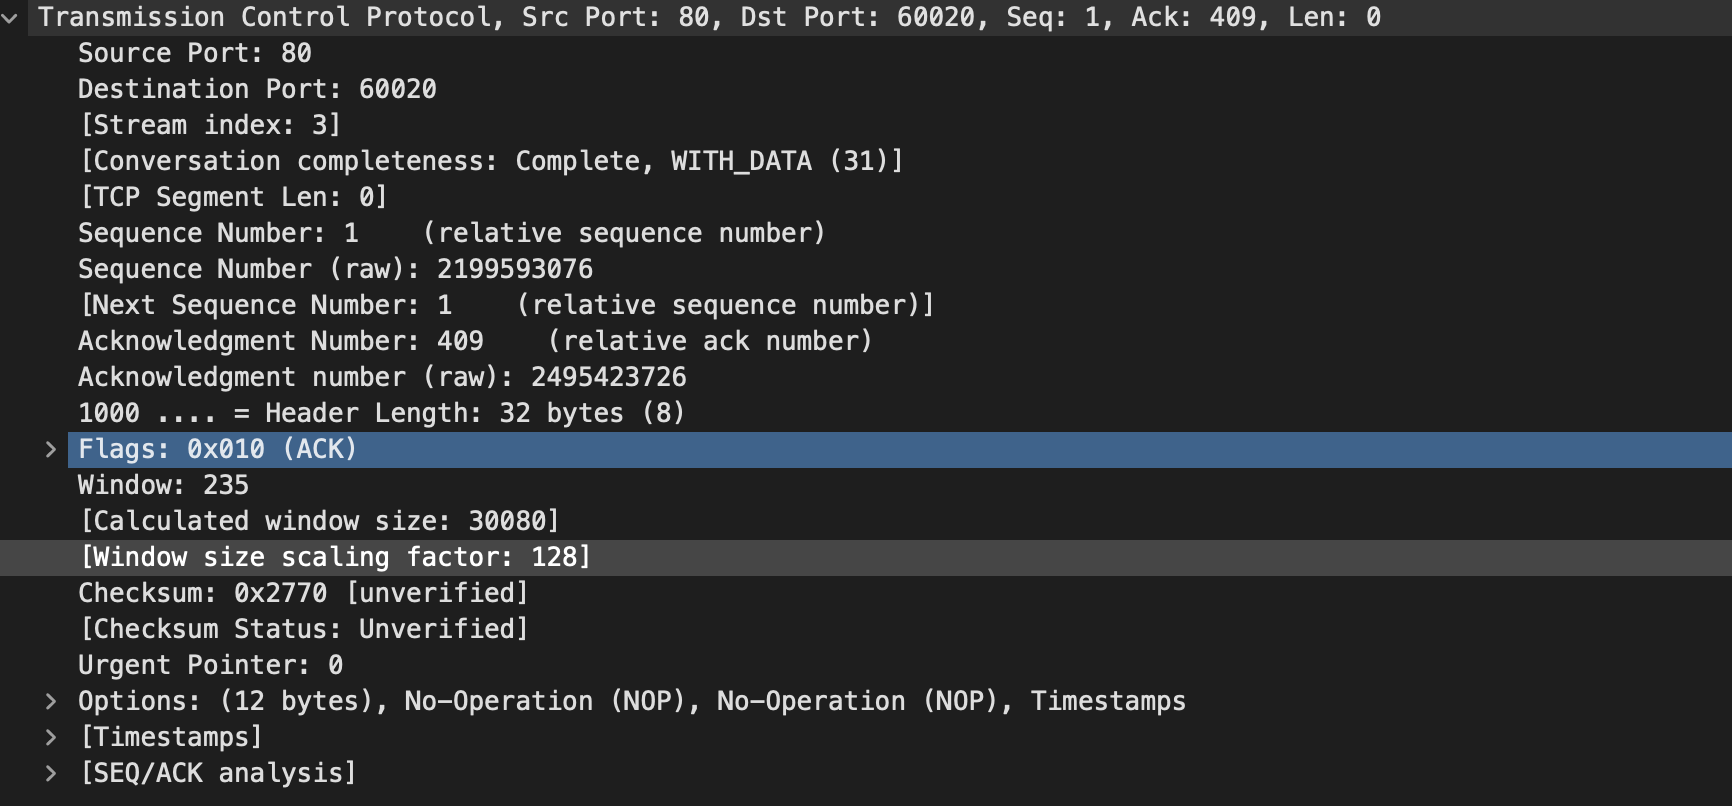 Transmission Control Protocol, Src Port: 80, Dst Port: 60020, Seq: 1, Ack: 409, Len: 0
Source Port: 80
Destination Port: 60020
[Stream index: 3]
[Conversation completeness: Complete, WITH_DATA (31)]
[TCP Segment Len: 0]
Sequence Number: 1    (relative sequence number)
Sequence Number (raw): 2199593076
[Next Sequence Number: 1    (relative sequence number)]
Acknowledgment Number: 409    (relative ack number)
Acknowledgment number (raw): 2495423726
1000 .... = Header Length: 32 bytes (8)
Flags: 0x010 (ACK)
Window: 235
[Calculated window size: 30080]
[Window size scaling factor: 128]
Checksum: 0x2770 [unverified]
[Checksum Status: Unverified]
Urgent Pointer: 0
Options: (12 bytes), No-Operation (NOP), No-Operation (NOP), Timestamps
[Timestamps]
[SEQ/ACK analysis]